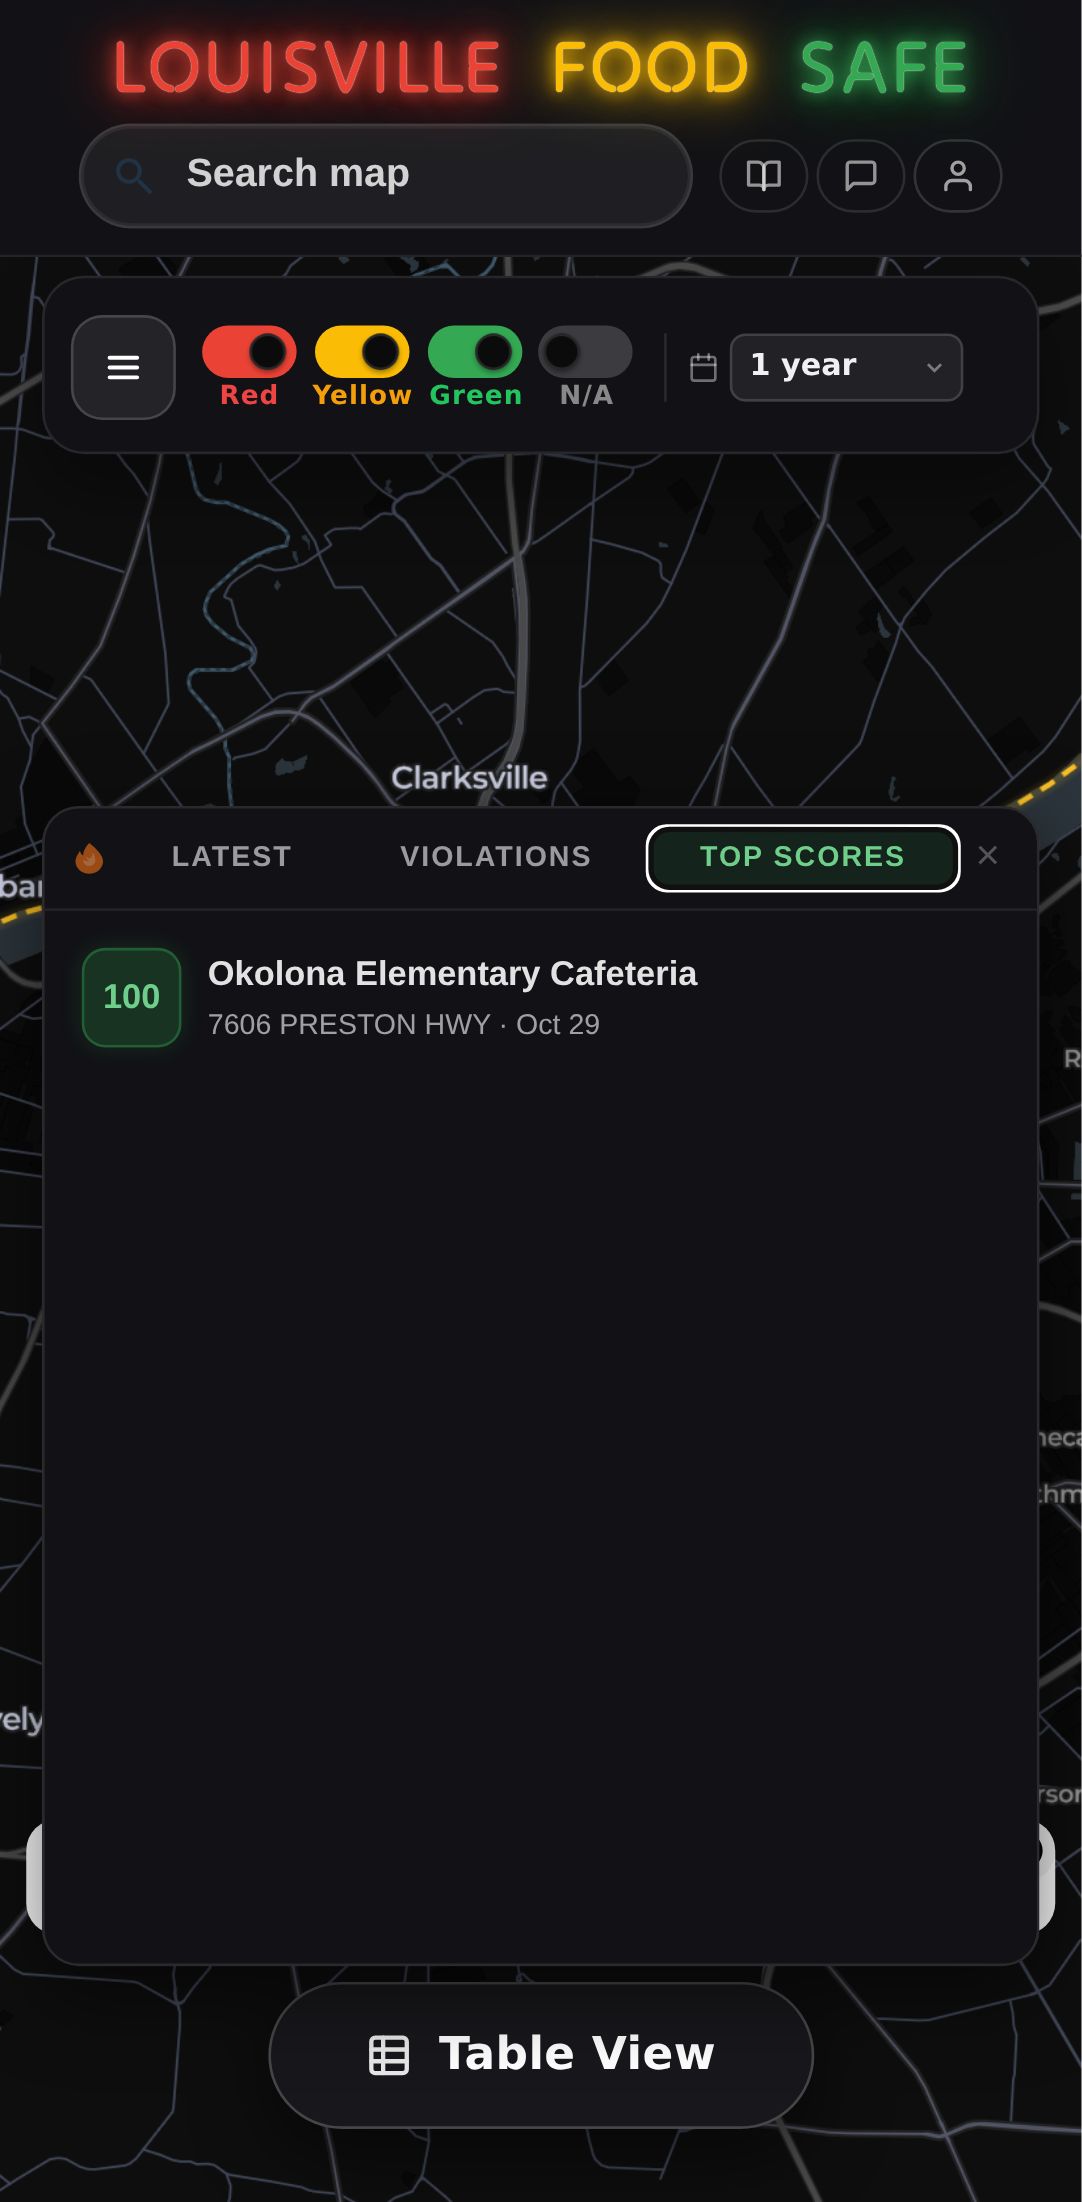 LOUISVILLE FOOD SAFE
Search map
Red Yellow Green N/A
1 year
Clarksville
LATEST VIOLATIONS TOP SCORES
100
Okolona Elementary Cafeteria
7606 PRESTON HWY · Oct 29
Table View